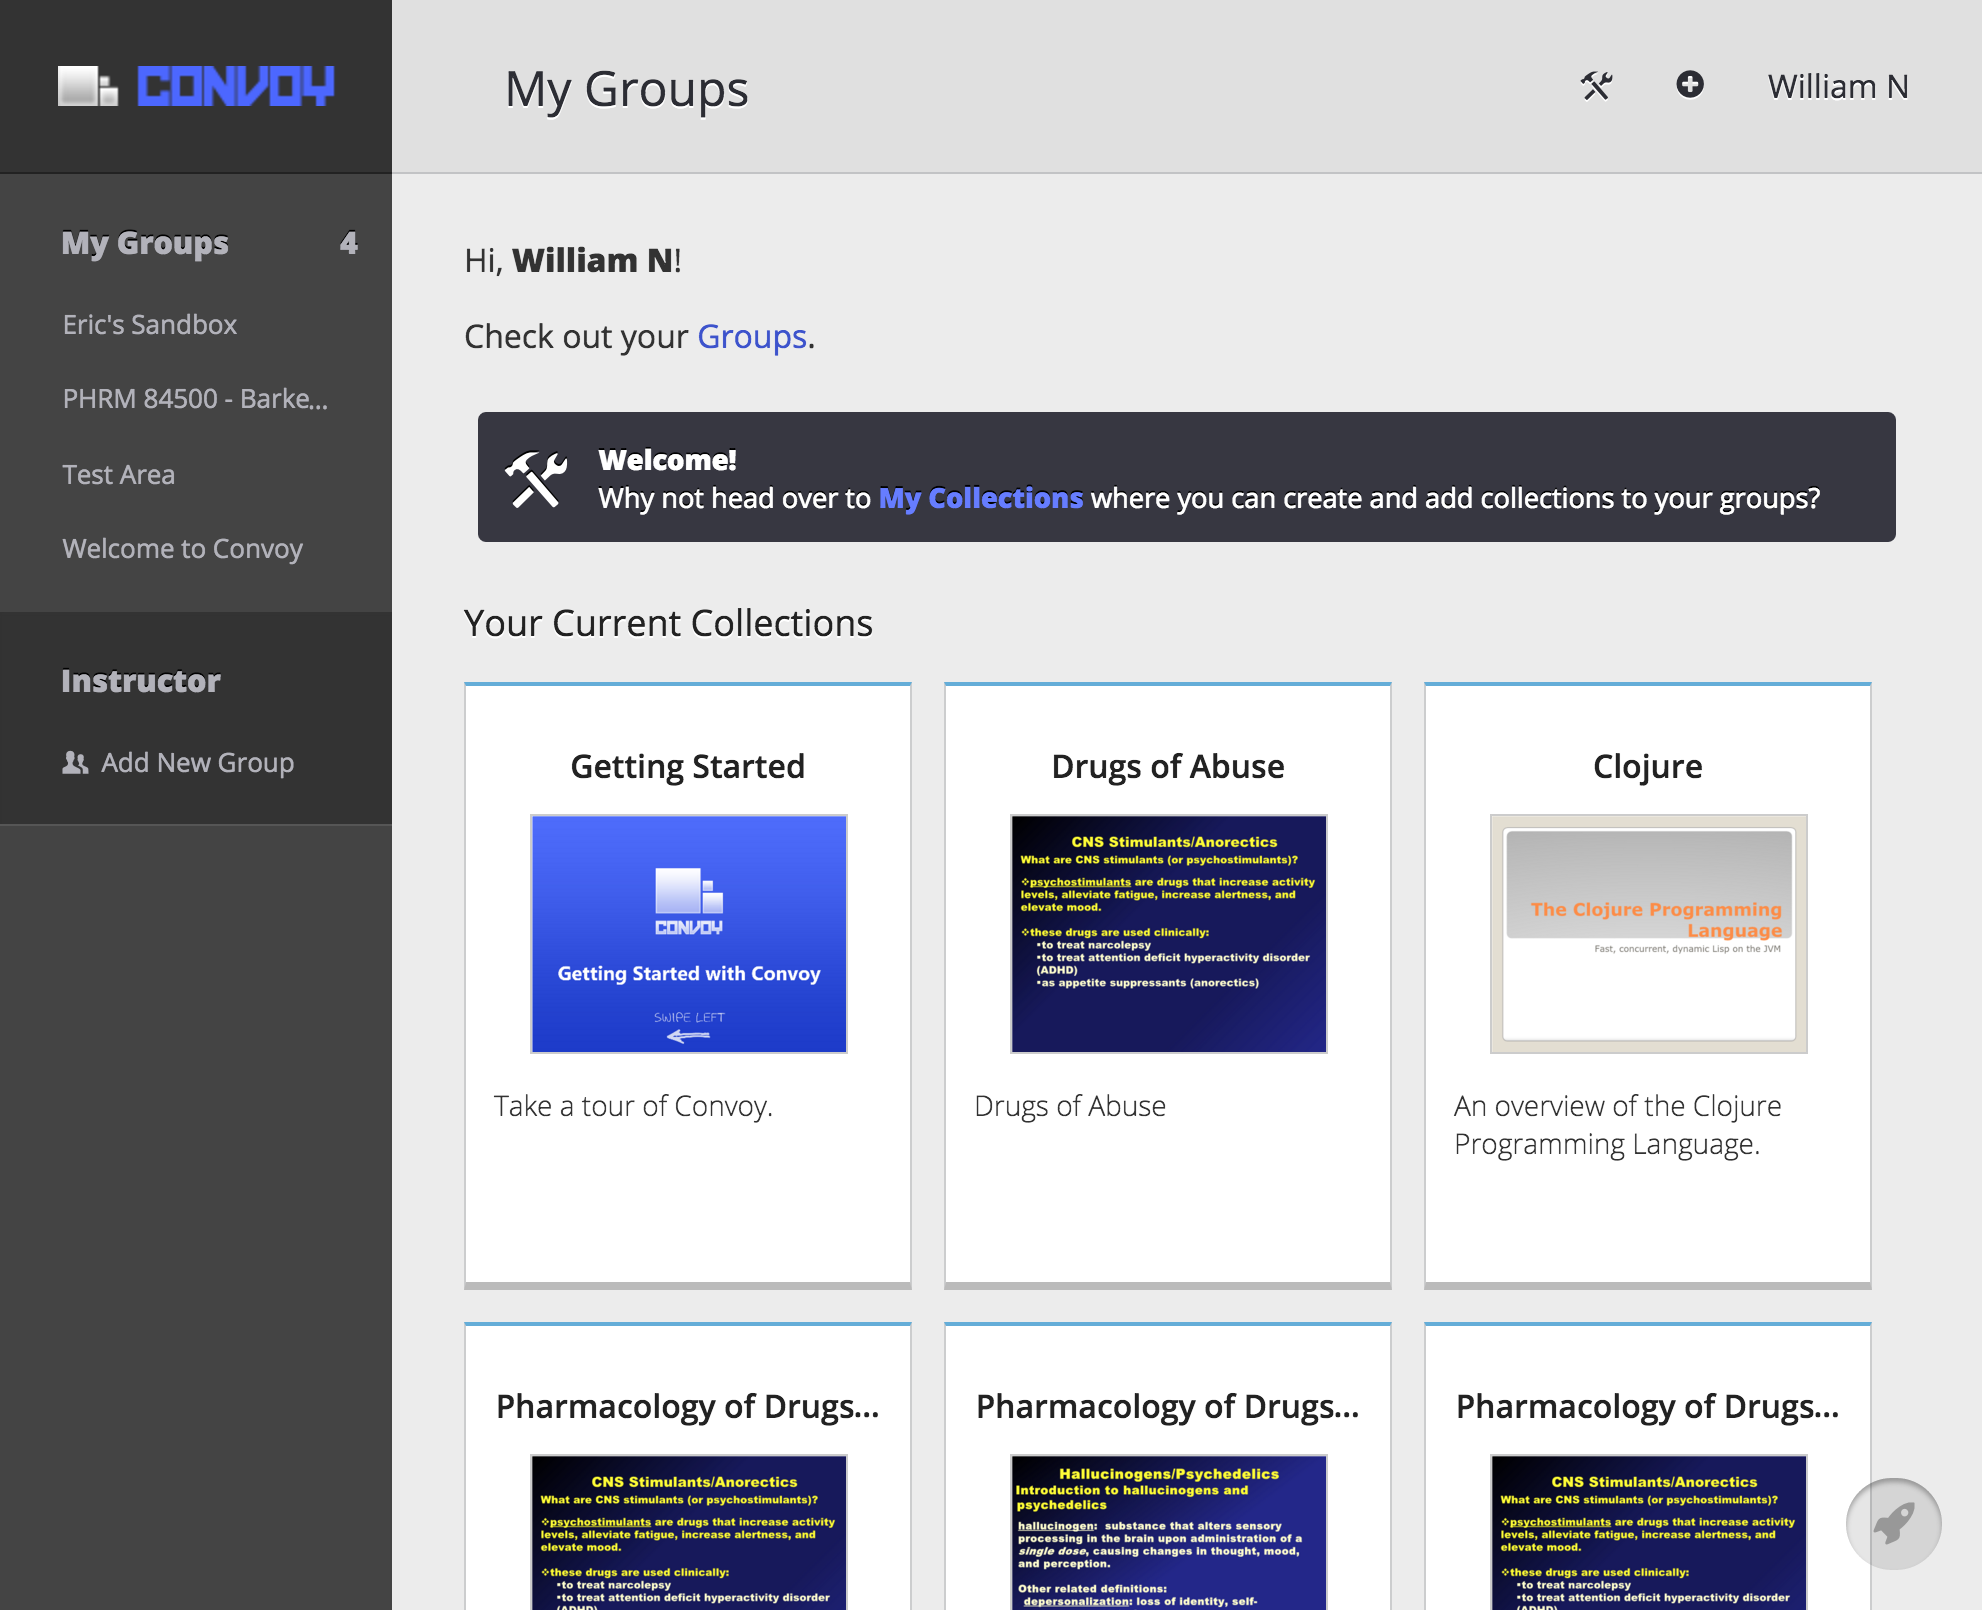 CONVOY
My Groups
William N
My Groups 4
Eric's Sandbox
PHRM 84500 - Barke...
Test Area
Welcome to Convoy
Instructor
Add New Group
Hi, William N!
Check out your Groups.
Welcome!
Why not head over to My Collections where you can create and add collections to your groups?
Your Current Collections
Getting Started
CONVOY
Getting Started with Convoy
SWIPE LEFT
Take a tour of Convoy.
Drugs of Abuse
CNS Stimulants/Anorectics
What are CNS stimulants (or psychostimulants)?
❖psychostimulants are drugs that increase activity
levels, alleviate fatigue, increase alertness, and
elevate mood.
❖these drugs are used clinically:
▪to treat narcolepsy
▪to treat attention deficit hyperactivity disorder
(ADHD)
▪as appetite suppressants (anorectics)
Drugs of Abuse
Clojure
The Clojure Programming
Language
Fast, concurrent, dynamic Lisp on the JVM
An overview of the Clojure
Programming Language.
Pharmacology of Drugs...
CNS Stimulants/Anorectics
What are CNS stimulants (or psychostimulants)?
❖psychostimulants are drugs that increase activity
levels, alleviate fatigue, increase alertness, and
elevate mood.
❖these drugs are used clinically:
▪to treat narcolepsy
▪to treat attention deficit hyperactivity disorder
(ADHD)
Pharmacology of Drugs...
Hallucinogens/Psychedelics
Introduction to hallucinogens and
psychedelics
hallucinogen: substance that alters sensory
processing in the brain upon administration of a
single dose, causing changes in thought, mood,
and perception.
Other related definitions:
depersonalization: loss of identity, self-
Pharmacology of Drugs...
CNS Stimulants/Anorectics
What are CNS stimulants (or psychostimulants)?
❖psychostimulants are drugs that increase activity
levels, alleviate fatigue, increase alertness, and
elevate mood.
❖these drugs are used clinically:
▪to treat narcolepsy
▪to treat attention deficit hyperactivity disorder
(ADHD)